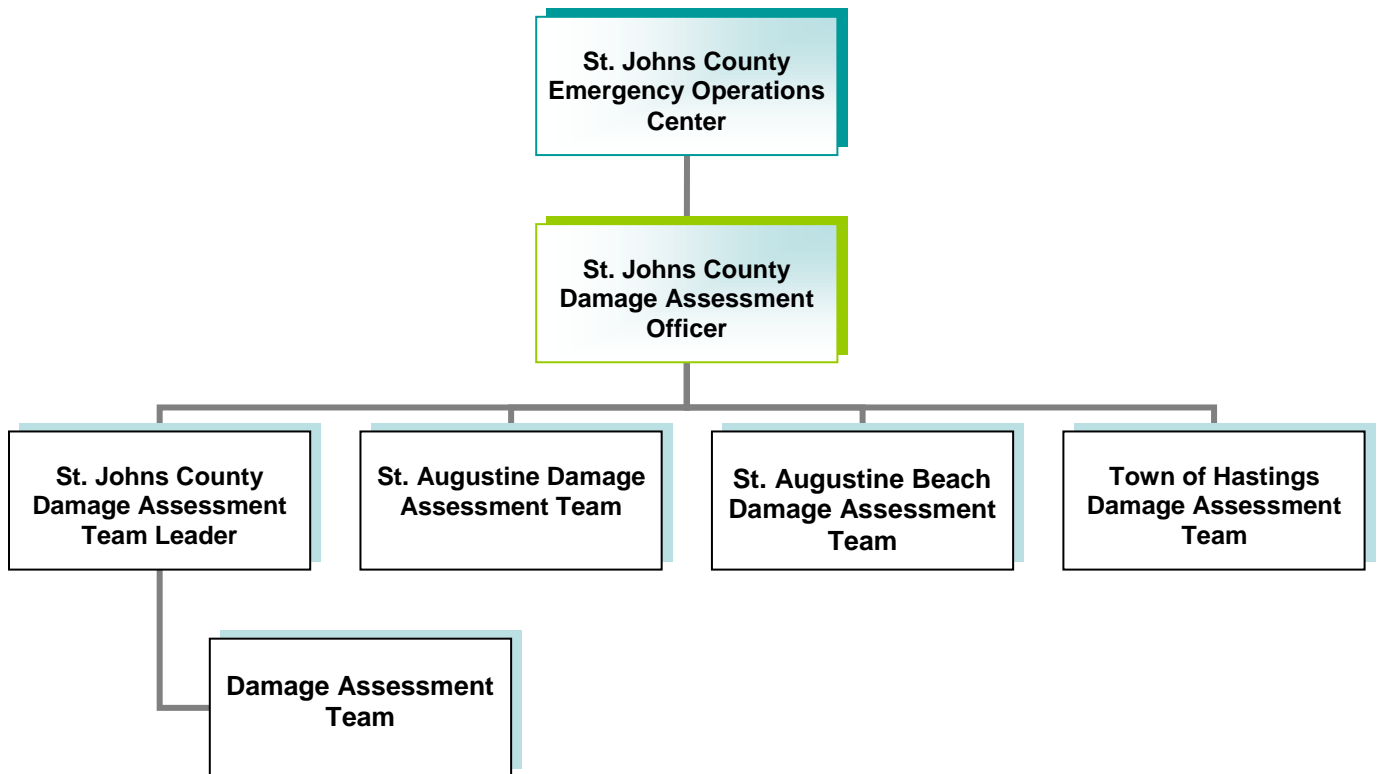 St. Johns County
Emergency Operations
Center
St. Johns County
Damage Assessment
Officer
St. Johns County
Damage Assessment
Team Leader
St. Augustine Damage
Assessment Team
St. Augustine Beach
Damage Assessment
Team
Town of Hastings
Damage Assessment
Team
Damage Assessment
Team